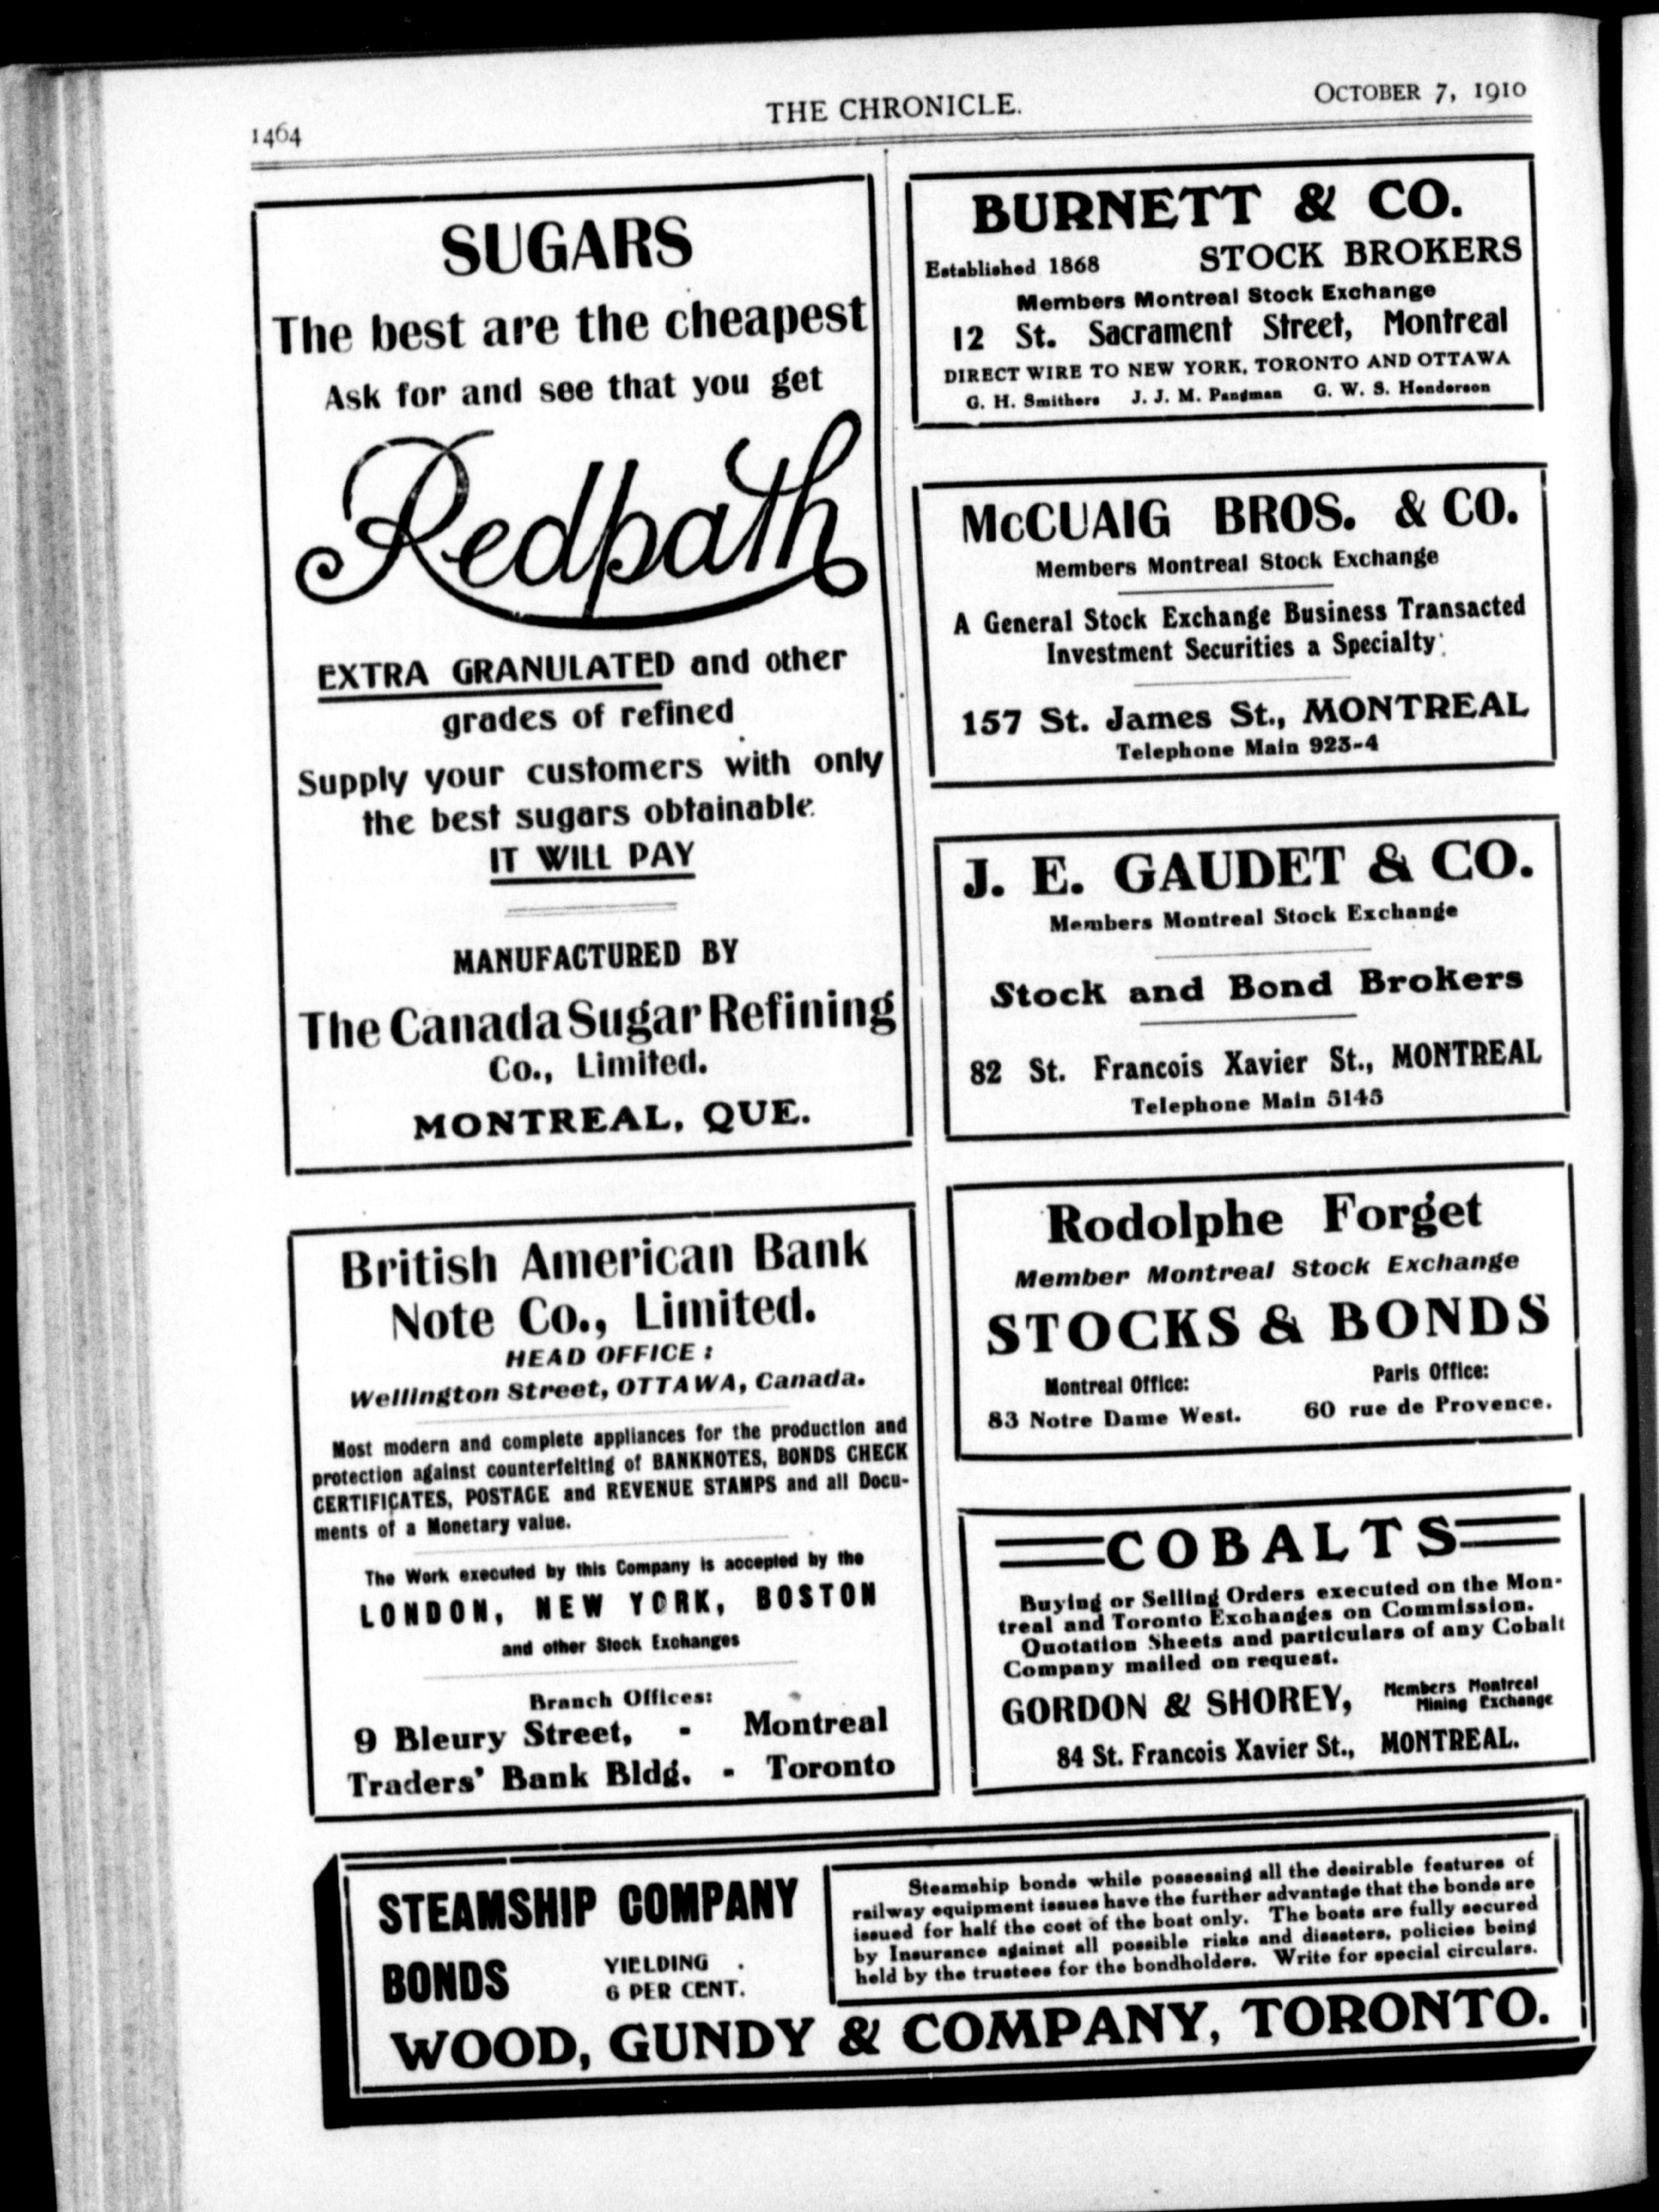 1464
THE CHRONICLE.
OCTOBER 7, 1910
SUGARS
The best are the cheapest
Ask for and see that you get
Redpath
EXTRA GRANULATED and other
grades of refined
Supply your customers with only
the best sugars obtainable.
IT WILL PAY
MANUFACTURED BY
The Canada Sugar Refining
Co., Limited.
MONTREAL, QUE.
British American Bank
Note Co., Limited.
HEAD OFFICE :
Wellington Street, OTTAWA, Canada.
Most modern and complete appliances for the production and
protection against counterfeiting of BANKNOTES, BONDS CHECK
CERTIFICATES, POSTAGE and REVENUE STAMPS and all Docu-
ments of a Monetary value.
The Work executed by this Company is accepted by the
LONDON, NEW YORK, BOSTON
and other Stock Exchanges
Branch Offices:
9 Bleury Street, - Montreal
Traders' Bank Bldg. - Toronto
BURNETT & CO.
Established 1868 STOCK BROKERS
Members Montreal Stock Exchange
12 St. Sacrament Street, Montreal
DIRECT WIRE TO NEW YORK, TORONTO AND OTTAWA
G. H. Smithers J. J. M. Pangman G. W. S. Henderson
McCUAIG BROS. & CO.
Members Montreal Stock Exchange
A General Stock Exchange Business Transacted
Investment Securities a Specialty
157 St. James St., MONTREAL
Telephone Main 923-4
J. E. GAUDET & CO.
Members Montreal Stock Exchange
Stock and Bond Brokers
82 St. Francois Xavier St., MONTREAL
Telephone Main 5145
Rodolphe Forget
Member Montreal Stock Exchange
STOCKS & BONDS
Montreal Office: Paris Office:
83 Notre Dame West. 60 rue de Provence.
COBALTS
Buying or Selling Orders executed on the Mon-
treal and Toronto Exchanges on Commission.
Quotation Sheets and particulars of any Cobalt
Company mailed on request.
GORDON & SHOREY, Members Montreal
Mining Exchange
84 St. Francois Xavier St., MONTREAL.
STEAMSHIP COMPANY
BONDS YIELDING
6 PER CENT.
Steamship bonds while possessing all the desirable features of
railway equipment issues have the further advantage that the bonds are
issued for half the cost of the boat only. The boats are fully secured
by Insurance against all possible risks and disasters, policies being
held by the trustees for the bondholders. Write for special circulars.
WOOD, GUNDY & COMPANY, TORONTO.